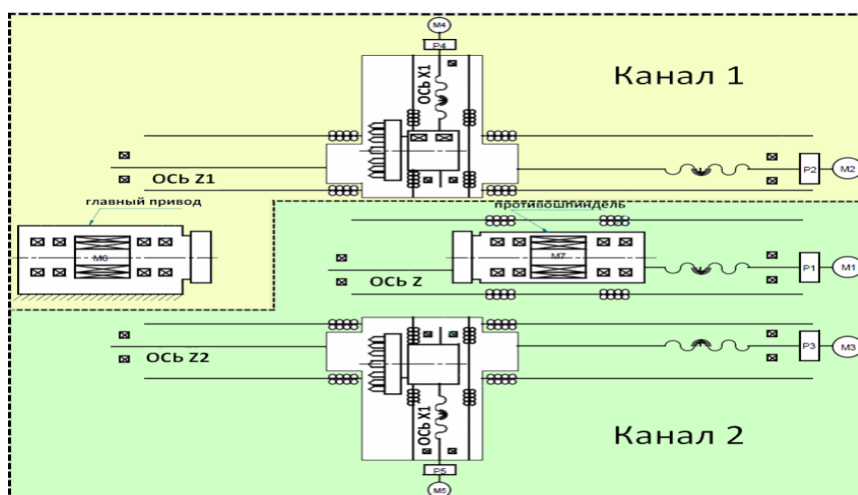 M4
P4
ОСЬ X1
Канал 1
ОСЬ Z1
P2
M2
главный привод
противошпиндель
M6
M7
ОСЬ Z
P1
M1
ОСЬ Z2
P3
M3
ОСЬ X1
Канал 2
P5
M5